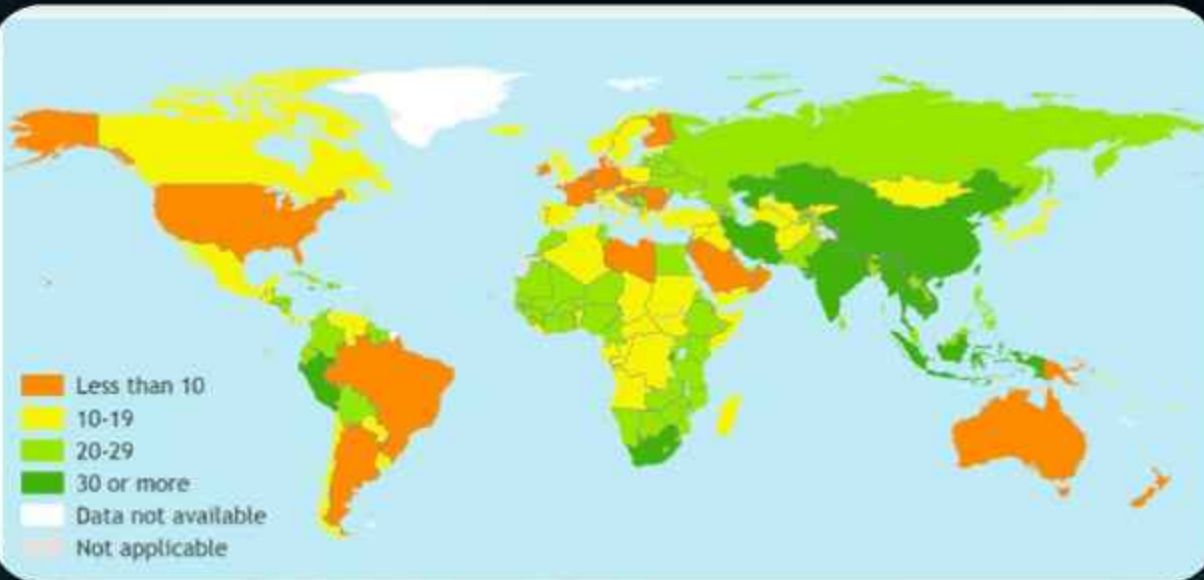 Less than 10
10-19
20-29
30 or more
Data not available
Not applicable